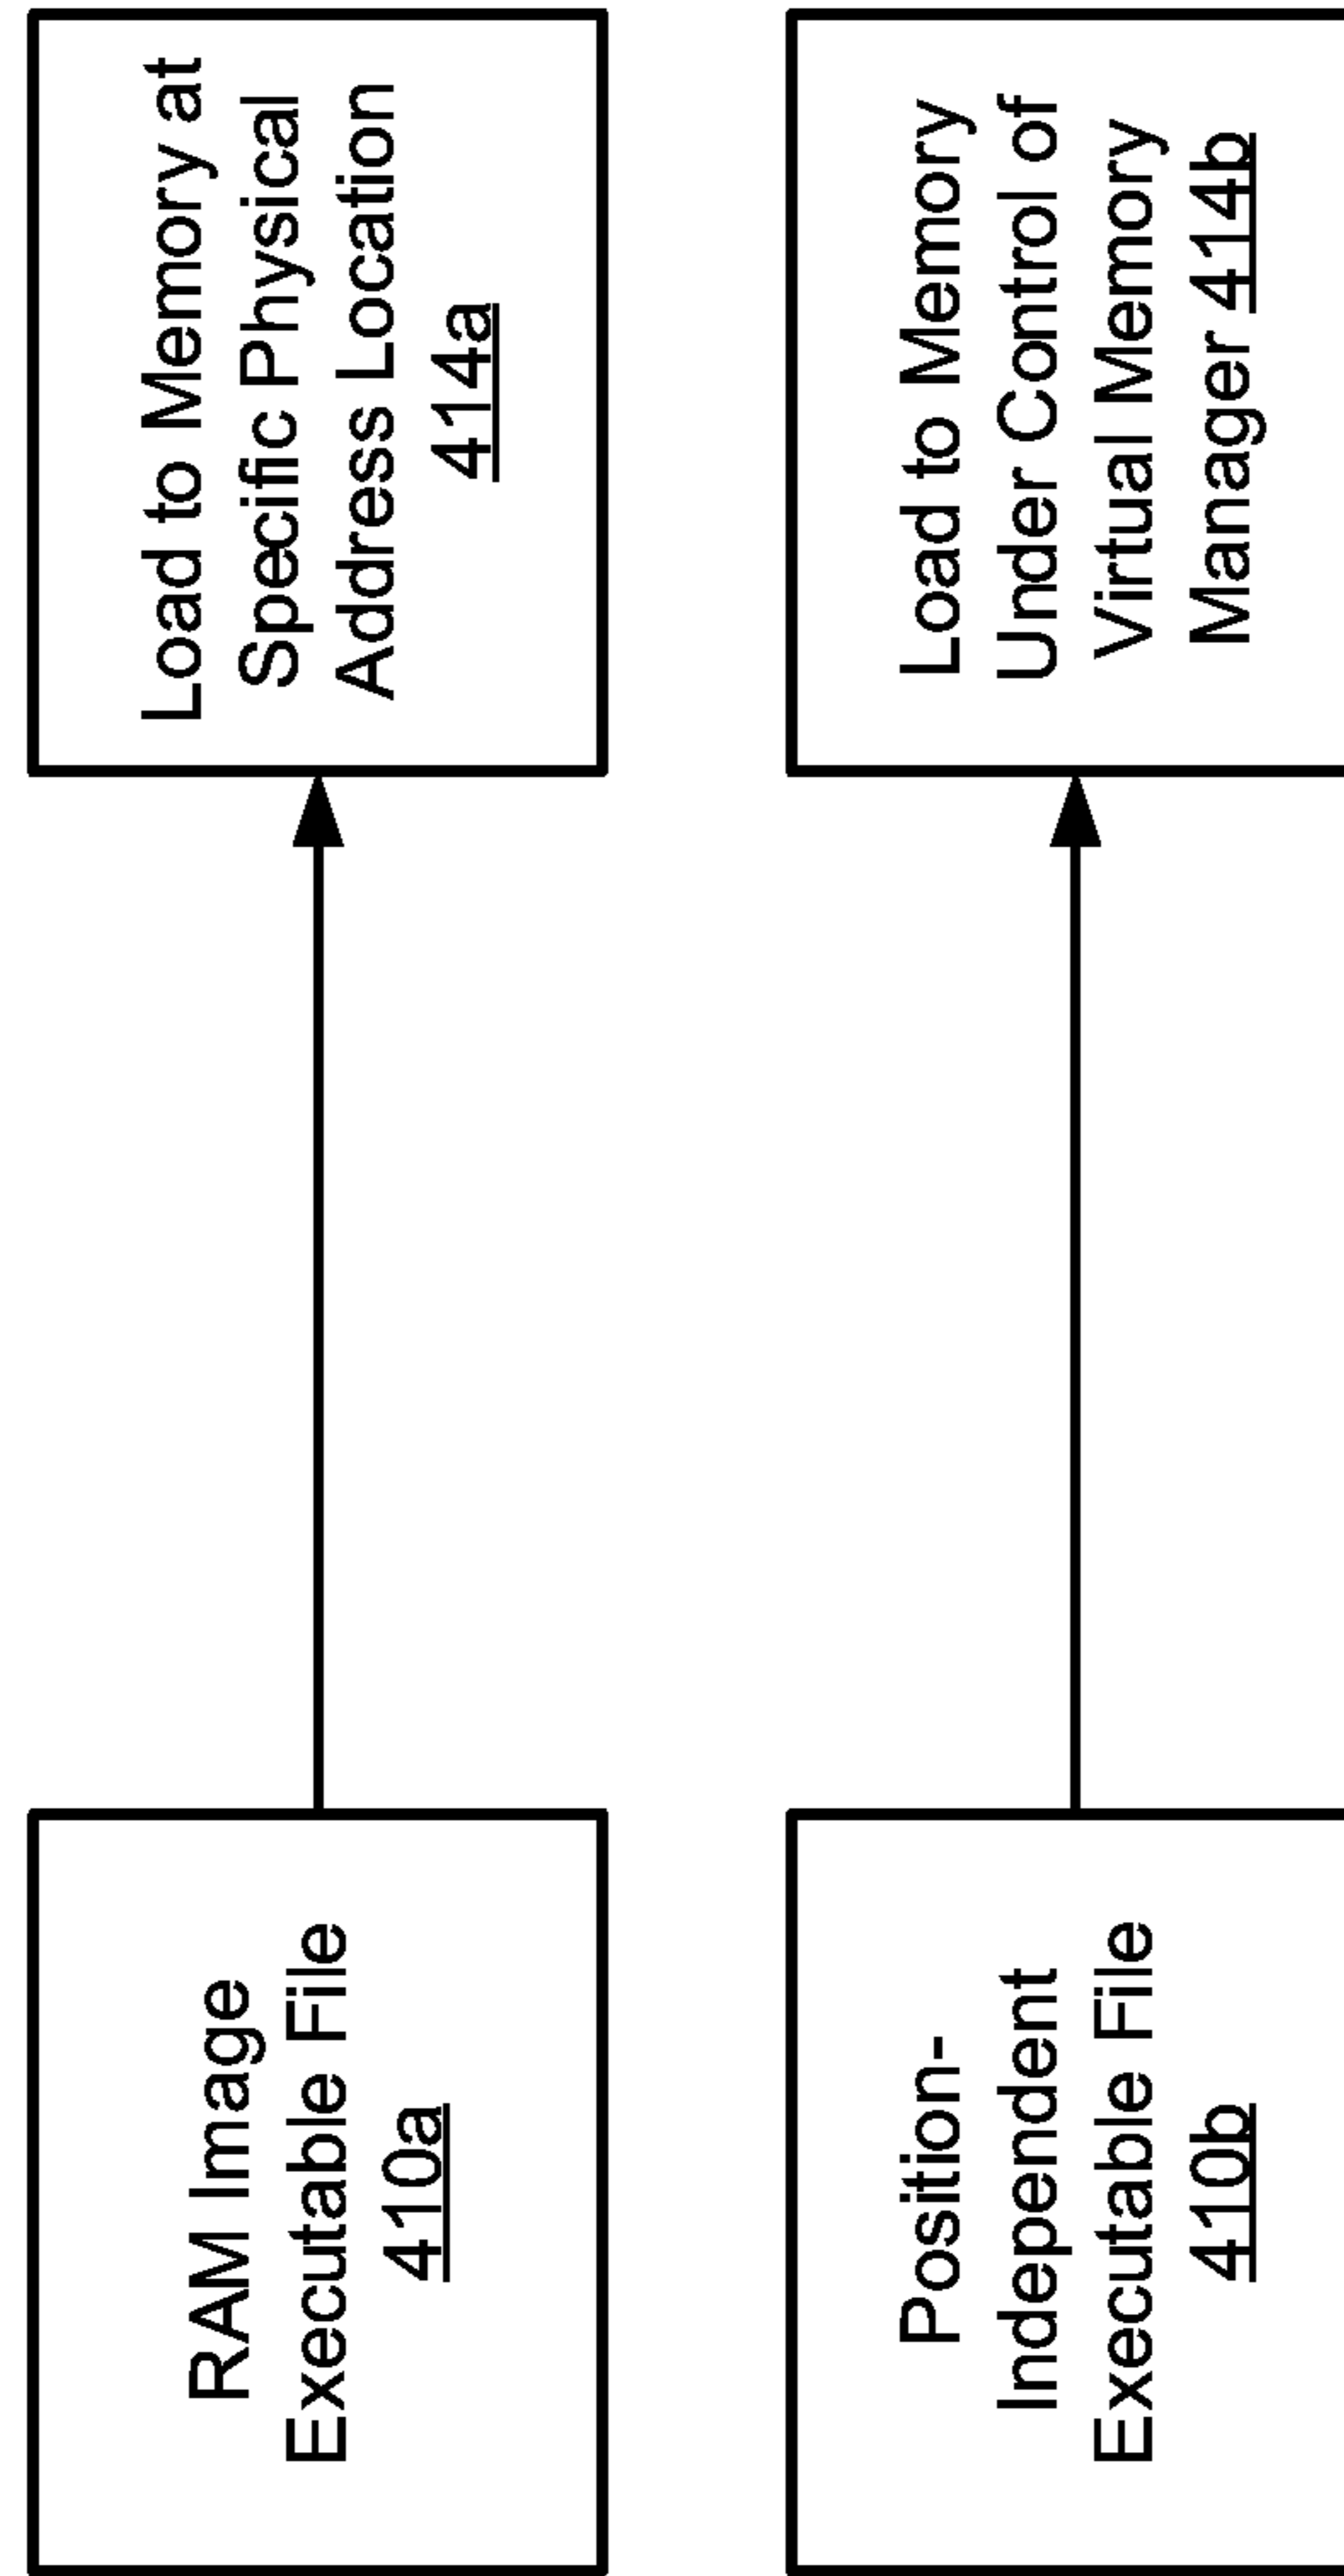 RAM Image
Executable File
410a
Load to Memory at
Specific Physical
Address Location
414a
Position-
Independent
Executable File
410b
Load to Memory
Under Control of
Virtual Memory
Manager 414b